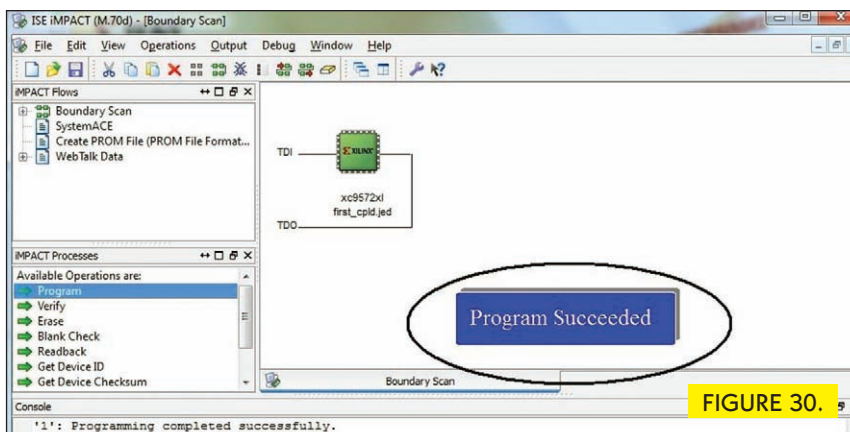 ISE iMPACT (M.70d) - [Boundary Scan]
File Edit View Operations Output Debug Window Help
iMPACT Flows
Boundary Scan
SystemACE
Create PROM File (PROM File Format...
WebTalk Data
TDI
XILINX
xc9572xl
first_cpld.jed
TDO
iMPACT Processes
Available Operations are:
Program
Verify
Erase
Blank Check
Readback
Get Device ID
Get Device Checksum
Program Succeeded
Boundary Scan
Console
'1': Programming completed successfully.
FIGURE 30.